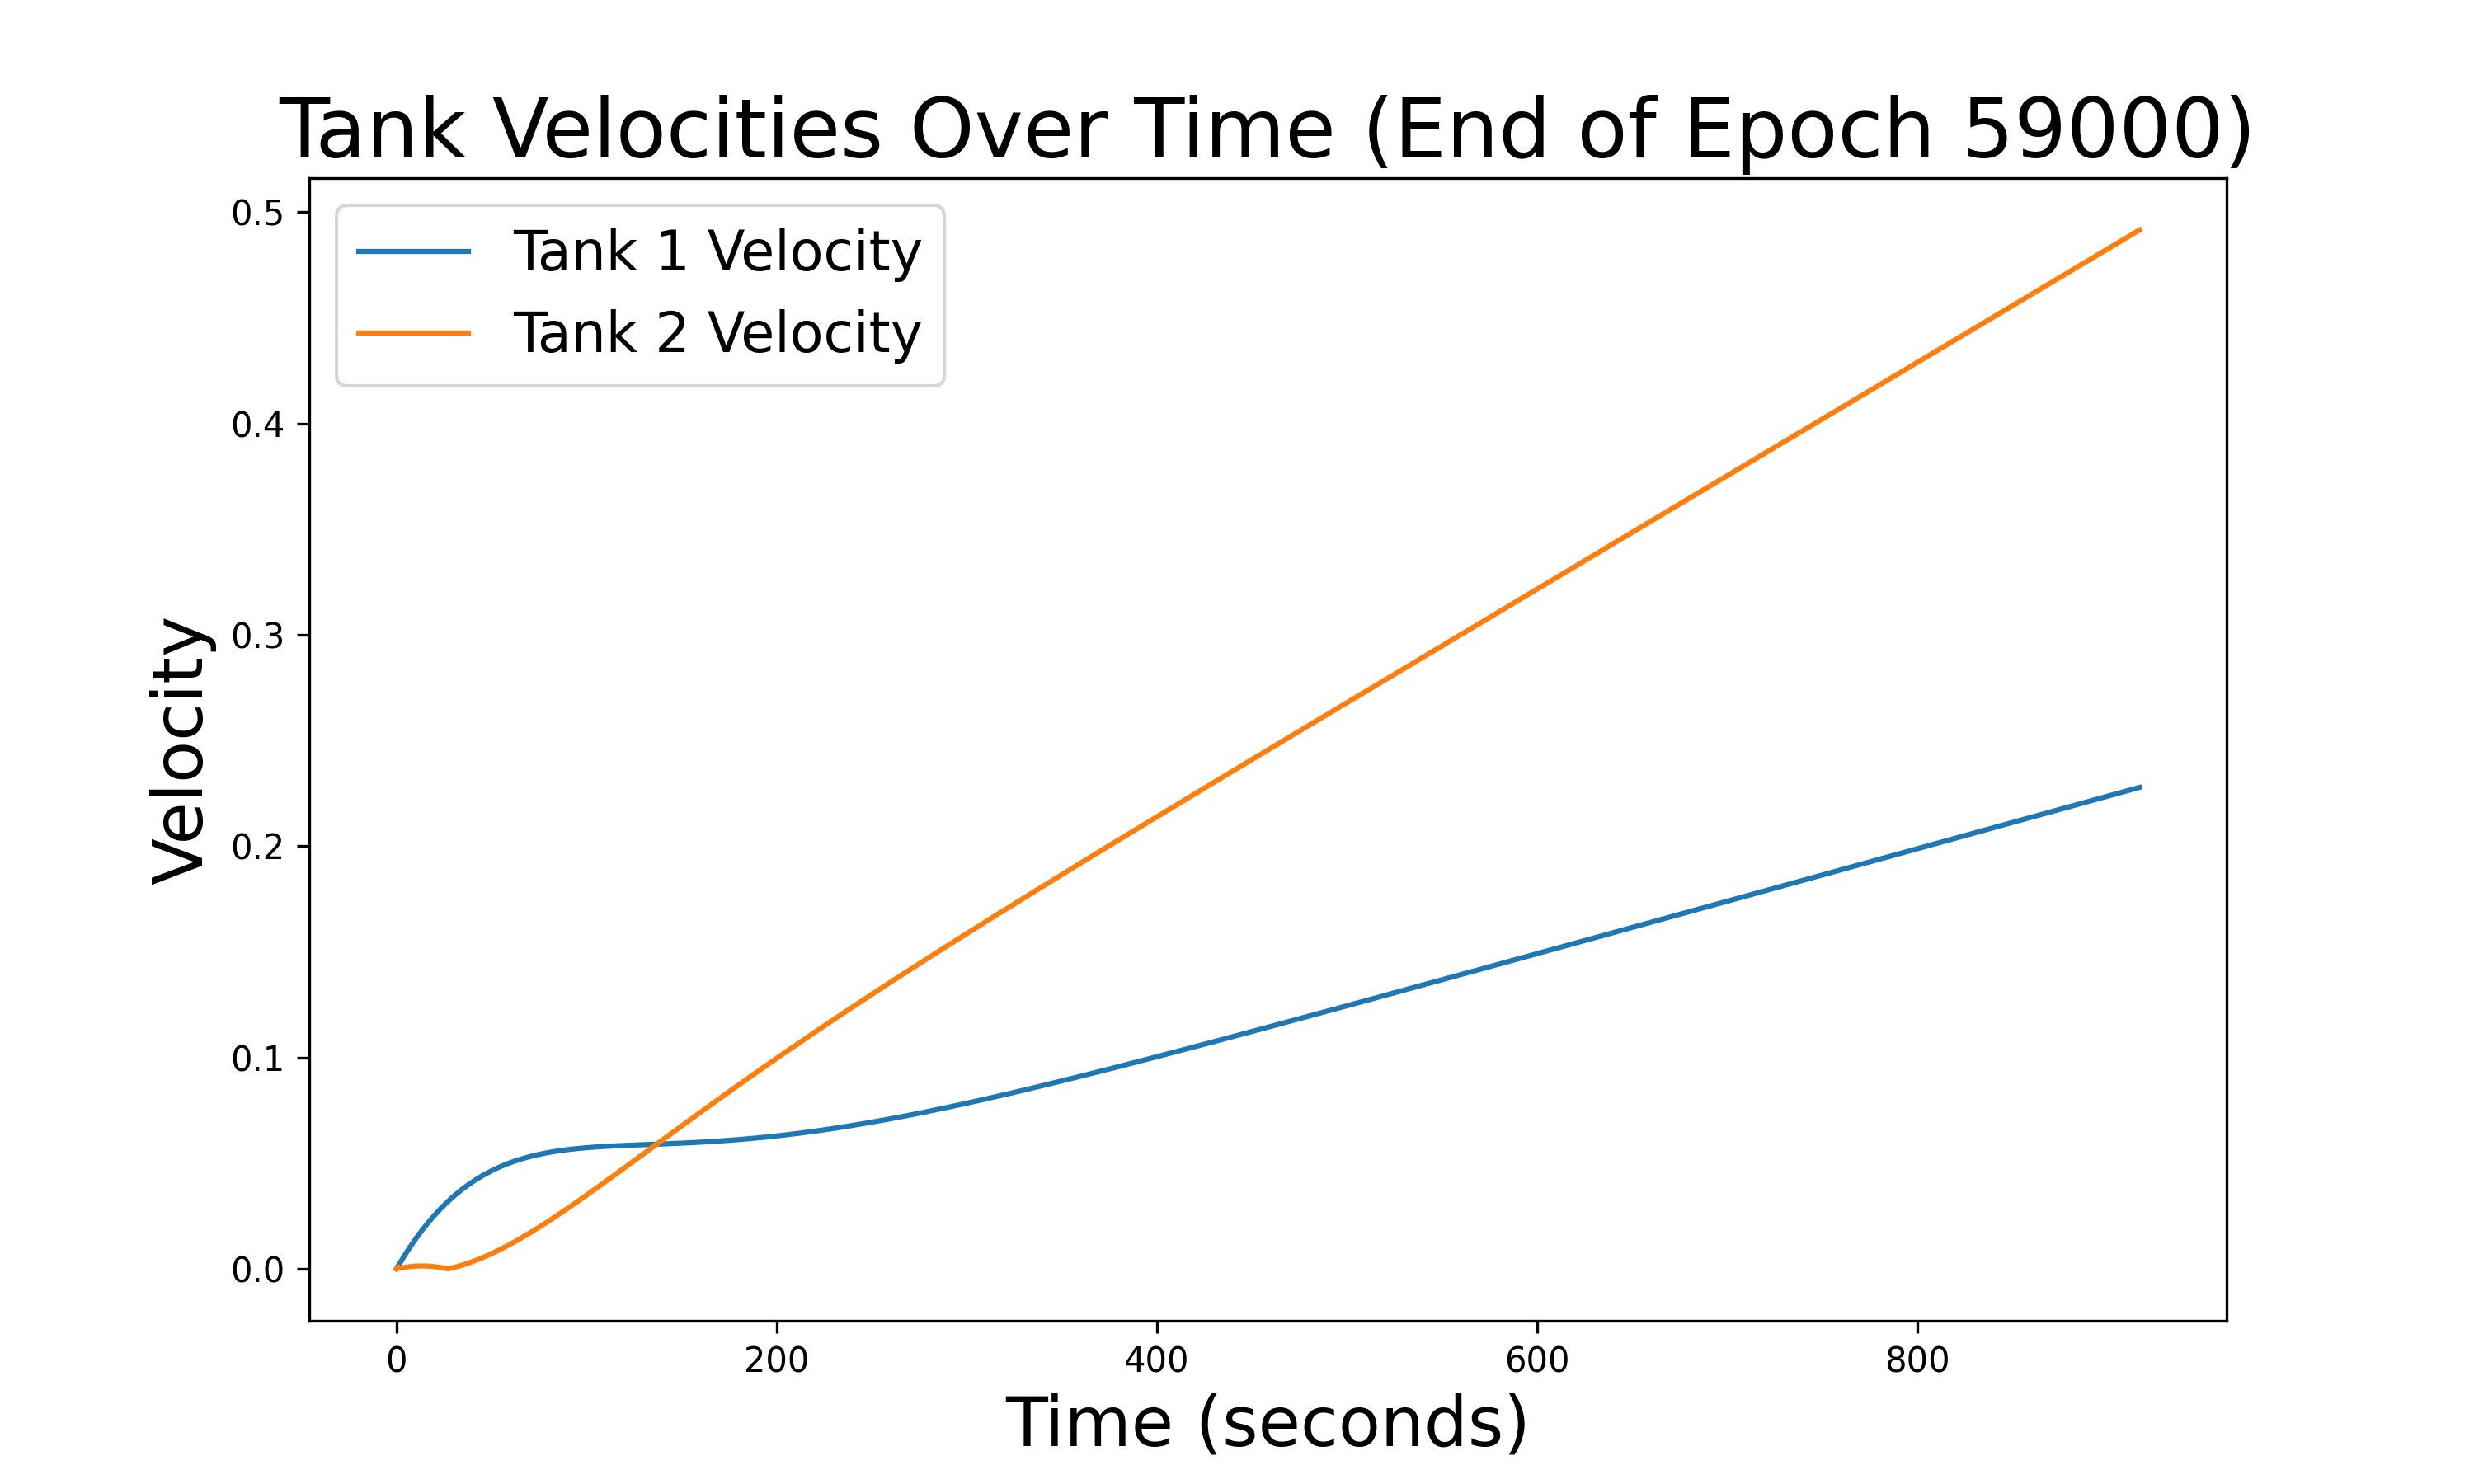 Tank Velocities Over Time (End of Epoch 59000)
Tank 1 Velocity
Tank 2 Velocity
Velocity
0.5
0.4
0.3
0.2
0.1
0.0
0 200 400 600 800
Time (seconds)